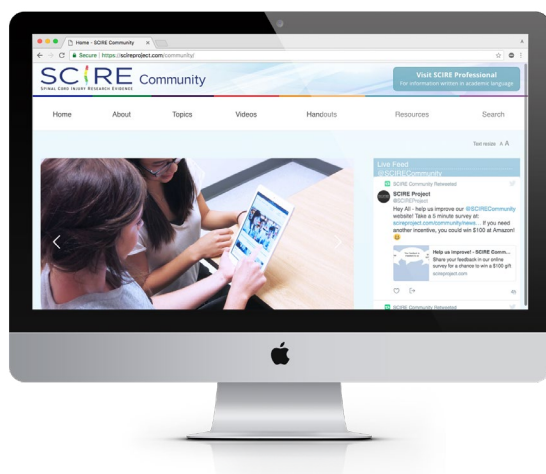 Home - SCIRE Community
Secure https://scireproject.com/community/
SCIRE Community
SPINAL CORD INJURY RESEARCH EVIDENCE
Visit SCIRE Professional
For information written in academic language
Home About Topics Videos Handouts Resources Search
Text resize A A
Live Feed
@SCIRECommunity
SCIRE Community Retweeted
SCIRE Project
@SCIREProject
Hey All - help us improve our @SCIRECommunity
website! Take a 5 minute survey at:
scireproject.com/community/news... If you need
another incentive, you could win $100 at Amazon!
Help us improve! - SCIRE Comm...
Share your feedback in our online
survey for a chance to win a $100 gift
scireproject.com
SCIRE Community Retweeted